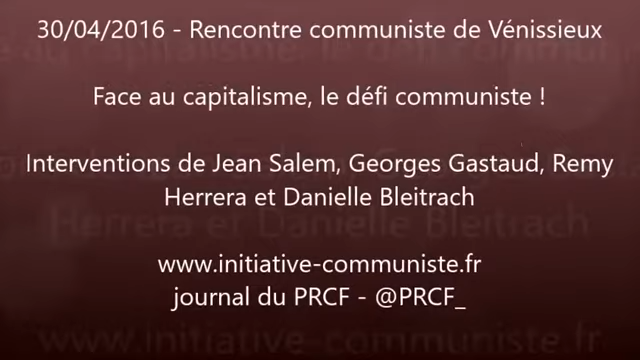 30/04/2016 - Rencontre communiste de Vénissieux
Face au capitalisme, le défi communiste !
Interventions de Jean Salem, Georges Gastaud, Remy
Herrera et Danielle Bleitrach
www.initiative-communiste.fr
journal du PRCF - @PRCF_